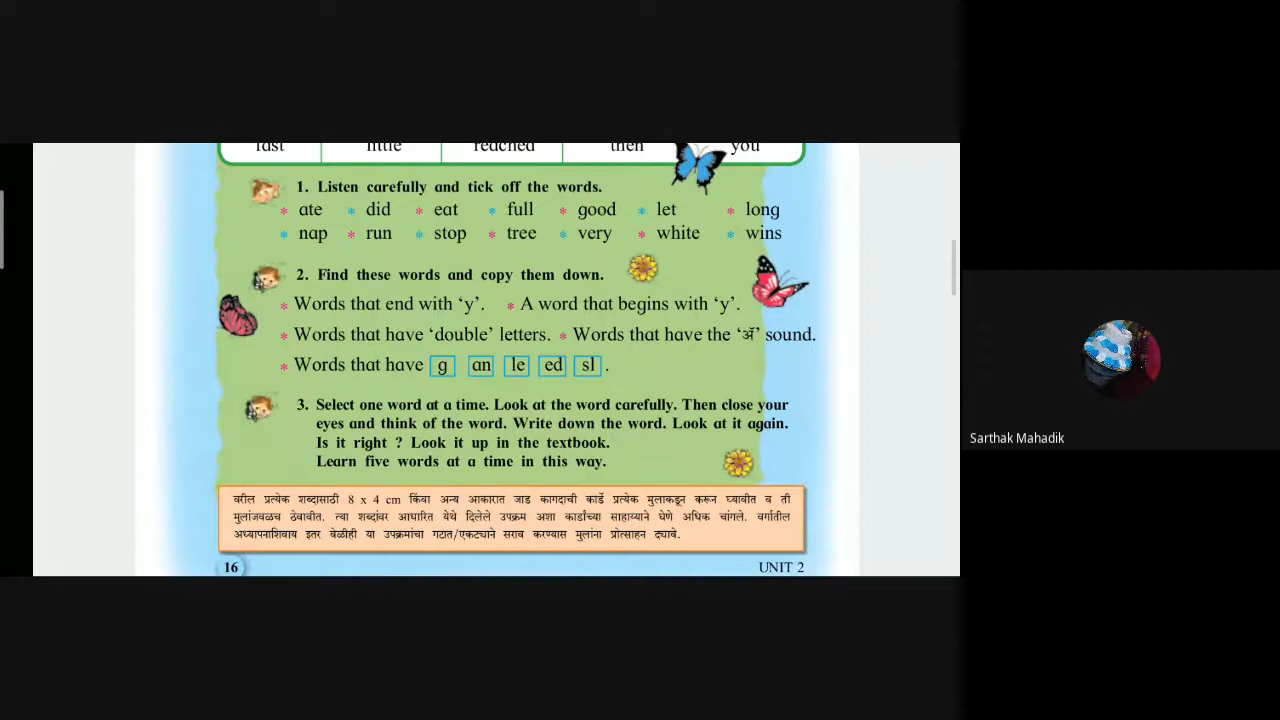 fast little reached then you
1. Listen carefully and tick off the words.
* ate * did * eat * full * good * let * long
* nap * run * stop * tree * very * white * wins
2. Find these words and copy them down.
* Words that end with ‘y’. * A word that begins with ‘y’.
* Words that have ‘double’ letters. * Words that have the ‘ॲ’ sound.
* Words that have g an le ed sl .
3. Select one word at a time. Look at the word carefully. Then close your
eyes and think of the word. Write down the word. Look at it again.
Is it right ? Look it up in the textbook.
Learn five words at a time in this way.
वरील प्रत्येक शब्दासाठी 8 x 4 cm किंवा अन्य आकारात जाड कागदाची कार्डे प्रत्येक मुलाकडून करून घ्यावीत व ती
मुलांजवळच ठेवावीत. त्या शब्दांवर आधारित येथे दिलेले उपक्रम अशा कार्डांच्या साहाय्याने घेणे अधिक चांगले. वर्गातील
अध्यापनाशिवाय इतर वेळीही या उपक्रमांचा गटात/एकट्याने सराव करण्यास मुलांना प्रोत्साहन द्यावे.
16 UNIT 2
Sarthak Mahadik